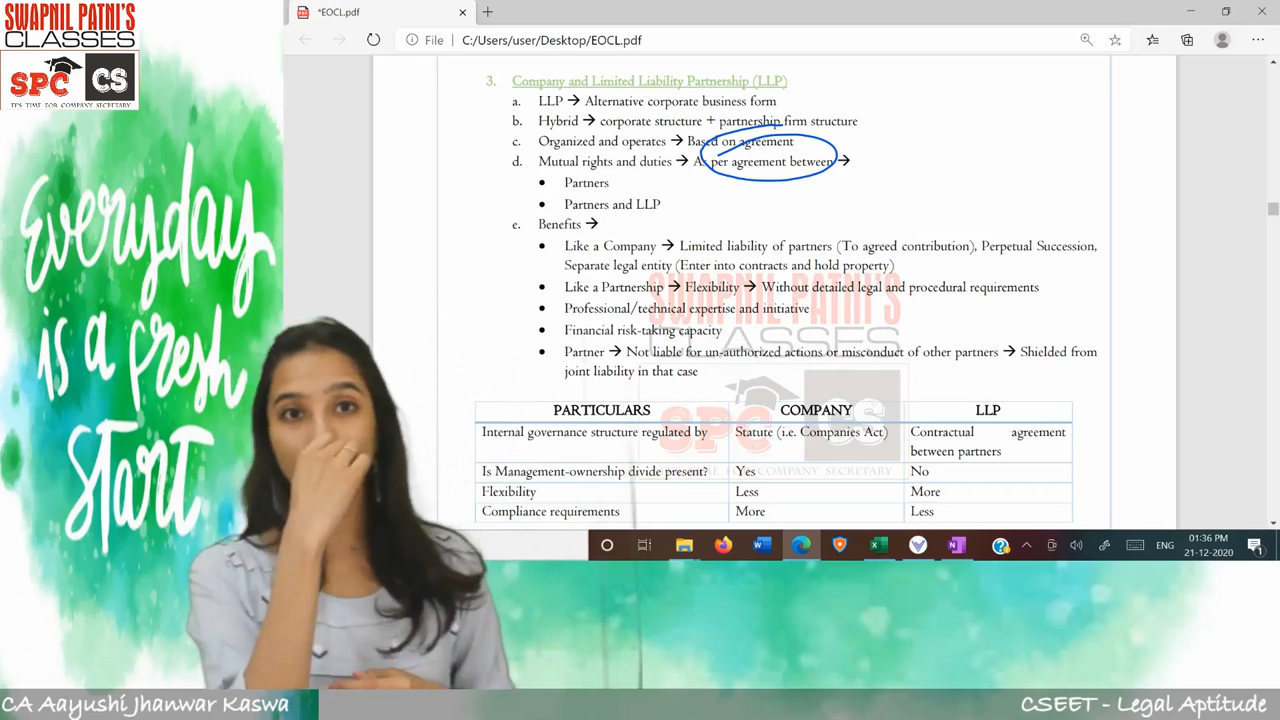 SWAPNIL PATNI'S
CLASSES
SPC CS
IT'S TIME FOR COMPANY SECRETARY
Everyday
is a fresh
start
*EOCL.pdf
File C:/Users/user/Desktop/EOCL.pdf
3. Company and Limited Liability Partnership (LLP)
a. LLP → Alternative corporate business form
b. Hybrid → corporate structure + partnership firm structure
c. Organized and operates → Based on agreement
d. Mutual rights and duties → As per agreement between →
• Partners
• Partners and LLP
e. Benefits →
• Like a Company → Limited liability of partners (To agreed contribution), Perpetual Succession,
Separate legal entity (Enter into contracts and hold property)
• Like a Partnership → Flexibility → Without detailed legal and procedural requirements
• Professional/technical expertise and initiative
• Financial risk-taking capacity
• Partner → Not liable for un-authorized actions or misconduct of other partners → Shielded from
joint liability in that case
SWAPNIL PATNI'S
CLASSES
SPC CS
PARTICULARS COMPANY LLP
Internal governance structure regulated by Statute (i.e. Companies Act) Contractual agreement
between partners
Is Management-ownership divide present? Yes No
Flexibility Less More
Compliance requirements More Less
ENG
01:36 PM
21-12-2020
1
CA Aayushi Jhanwar Kaswa
CSEET - Legal Aptitude